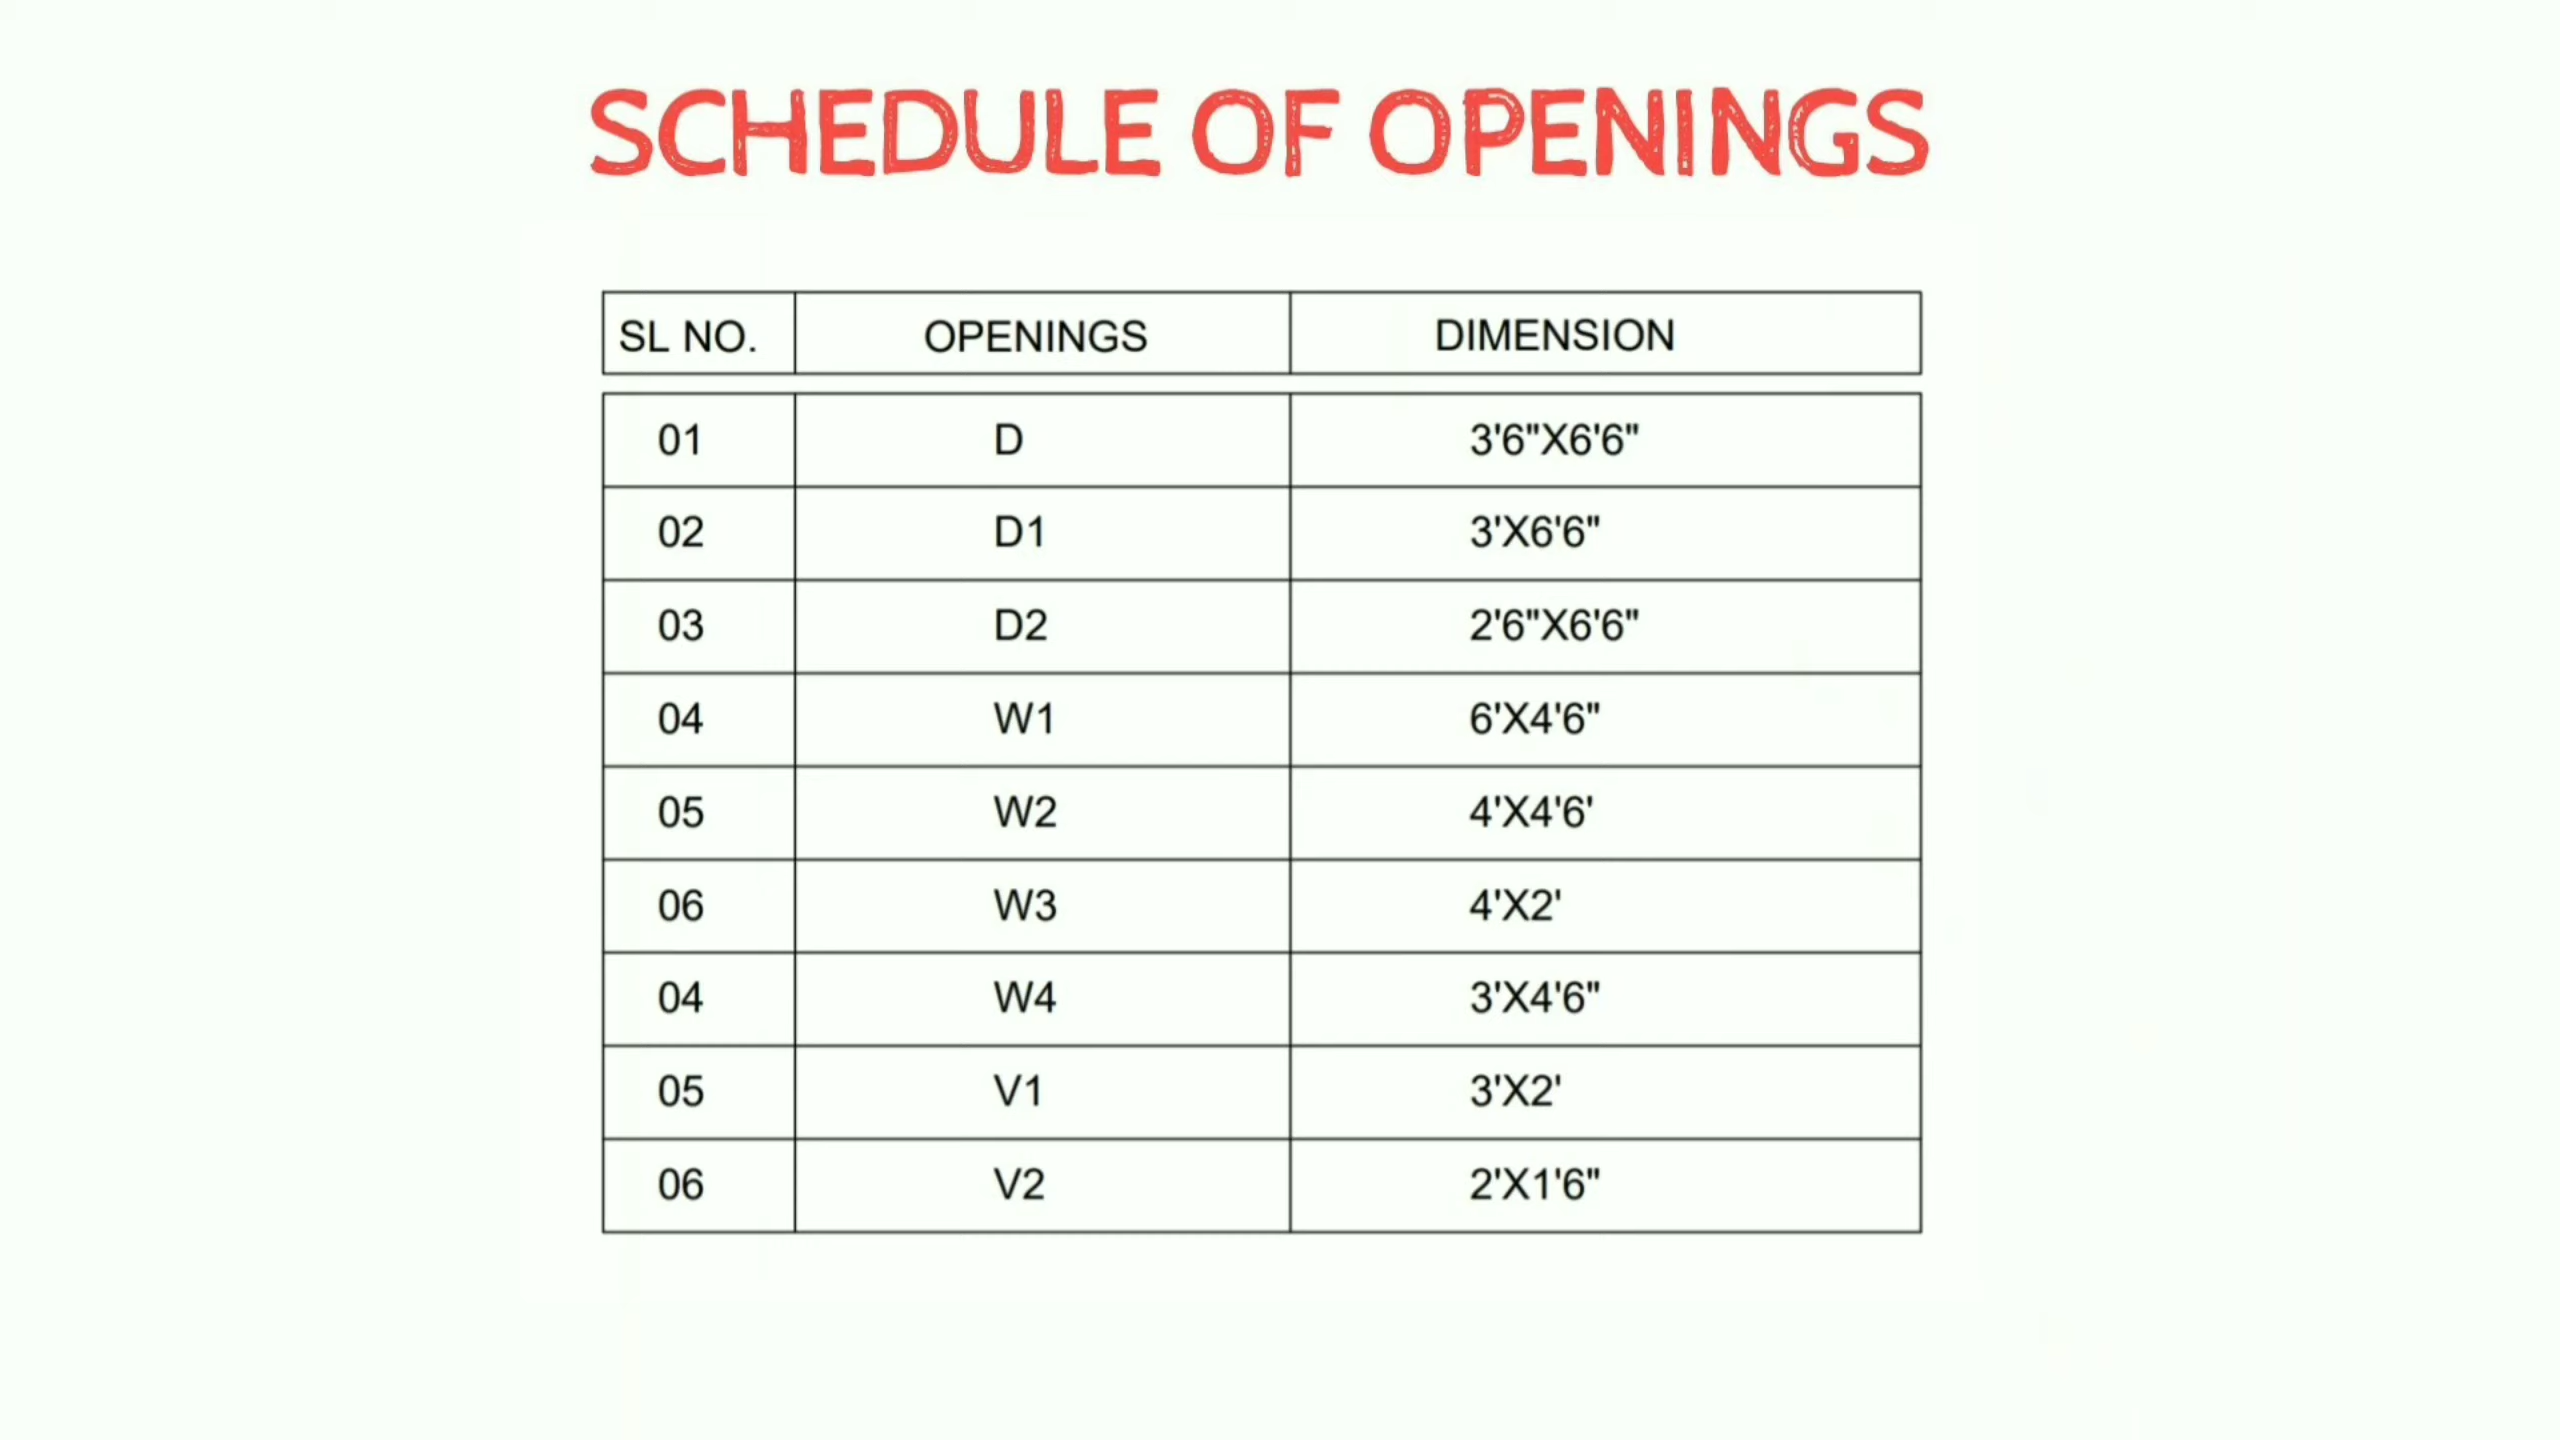 SCHEDULE OF OPENINGS
SL NO. OPENINGS DIMENSION
01 D 3'6"X6'6"
02 D1 3'X6'6"
03 D2 2'6"X6'6"
04 W1 6'X4'6"
05 W2 4'X4'6'
06 W3 4'X2'
04 W4 3'X4'6"
05 V1 3'X2'
06 V2 2'X1'6"